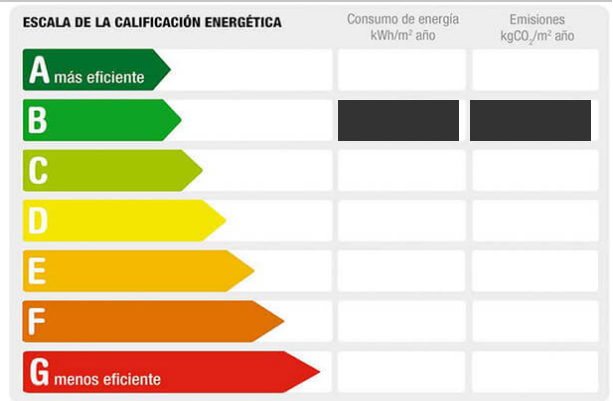 ESCALA DE LA CALIFICACIÓN ENERGÉTICA
Consumo de energía
kWh/m² año
Emisiones
kgCO₂/m² año
A más eficiente
B
C
D
E
F
G menos eficiente